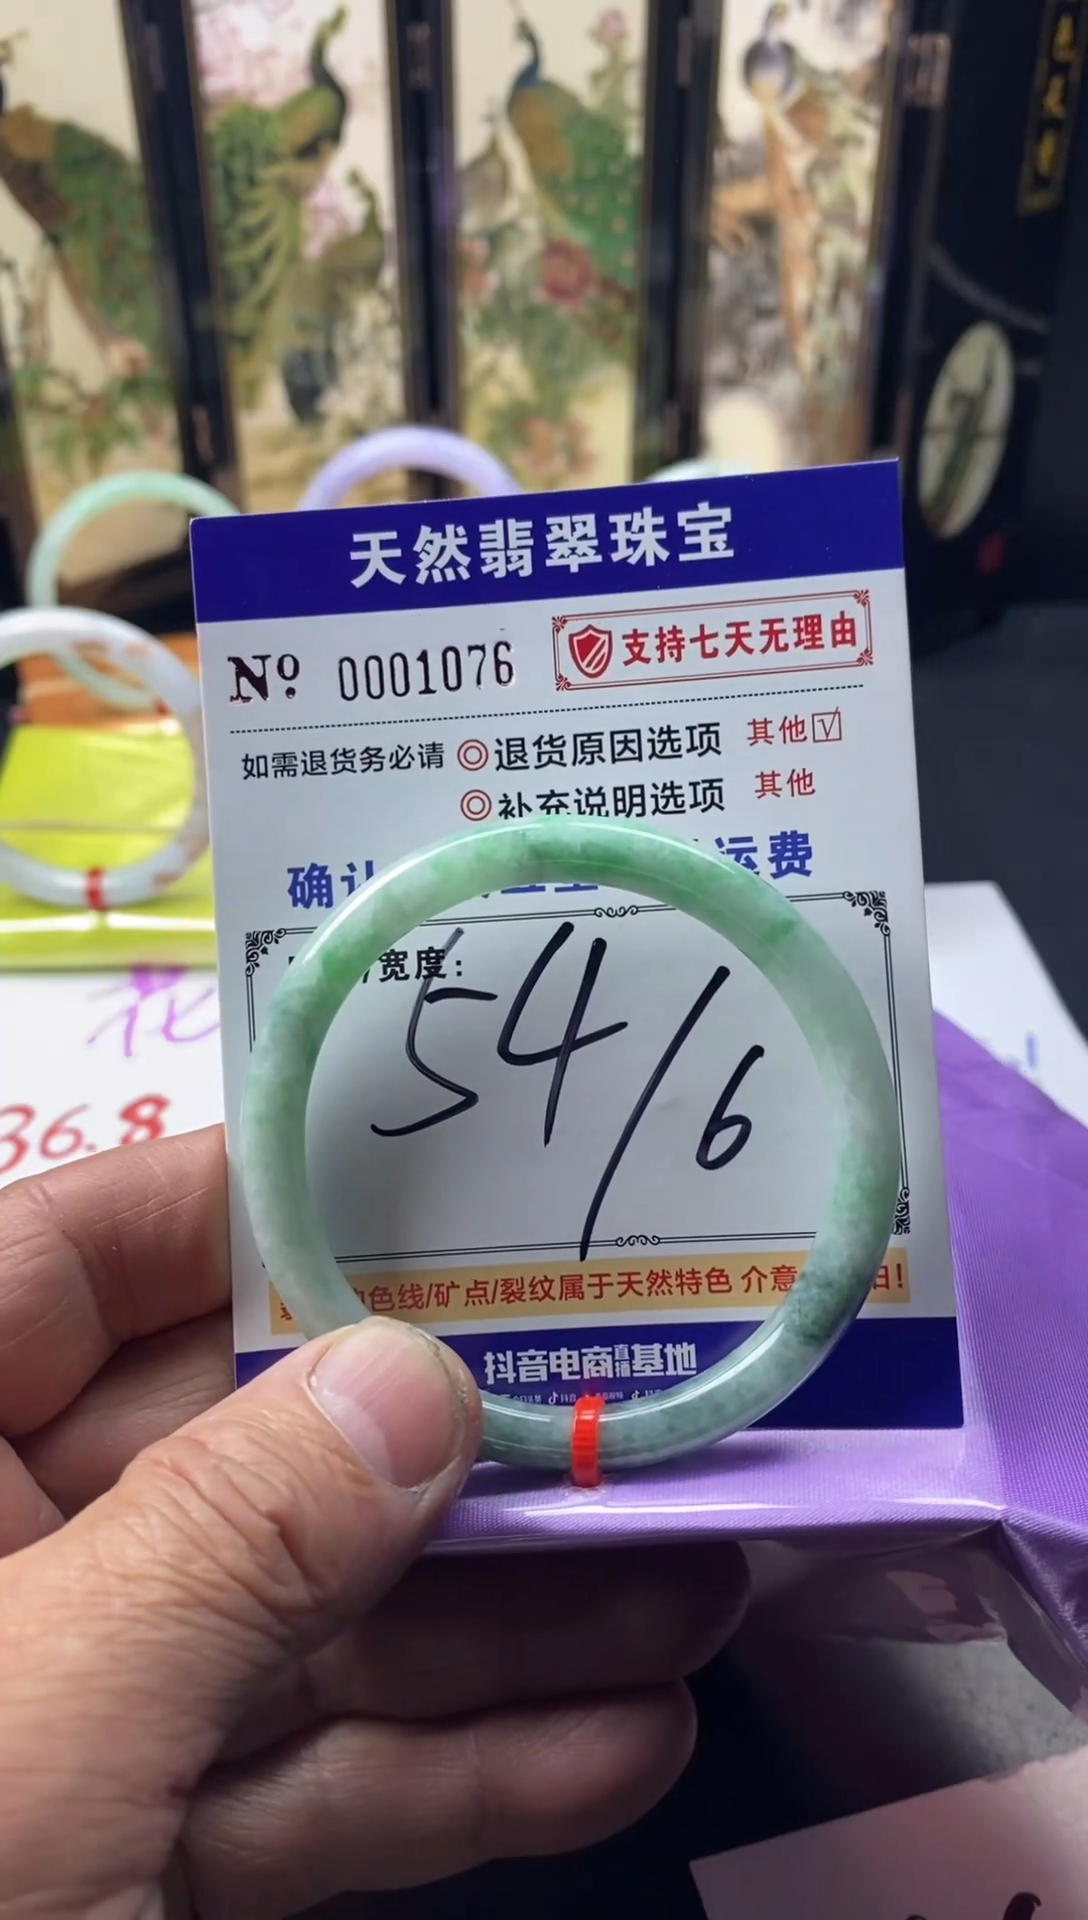 天然翡翠珠宝
Nº 0001076
支持七天无理由
如需退货务必请 ◎退货原因选项 其他☑
◎补充说明选项 其他
确认 运费
宽度:
54/6
色线/矿点/裂纹属于天然特色 介意
抖音电商直播基地
花
36.8